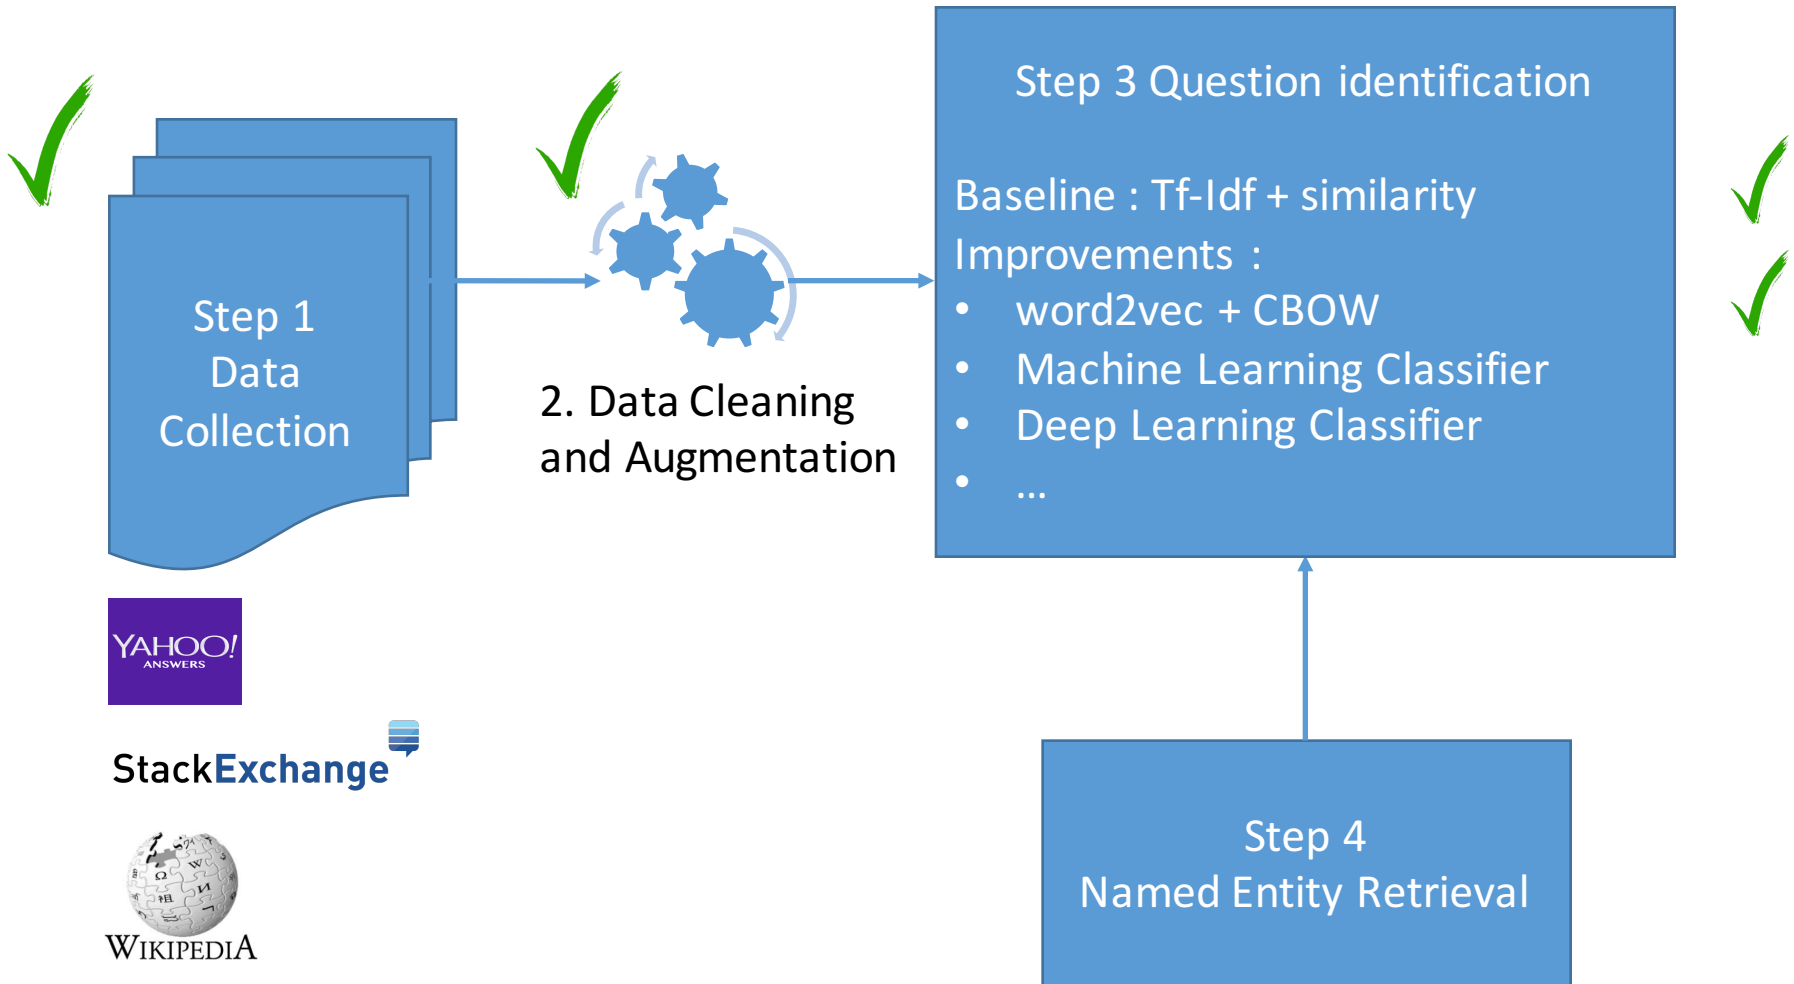 Step 1
Data
Collection
2. Data Cleaning
and Augmentation
Step 3 Question identification
Baseline : Tf-Idf + similarity
Improvements :
• word2vec + CBOW
• Machine Learning Classifier
• Deep Learning Classifier
• ...
YAHOO!
ANSWERS
StackExchange
Ω
W
И
祖
WIKIPEDIA
Step 4
Named Entity Retrieval